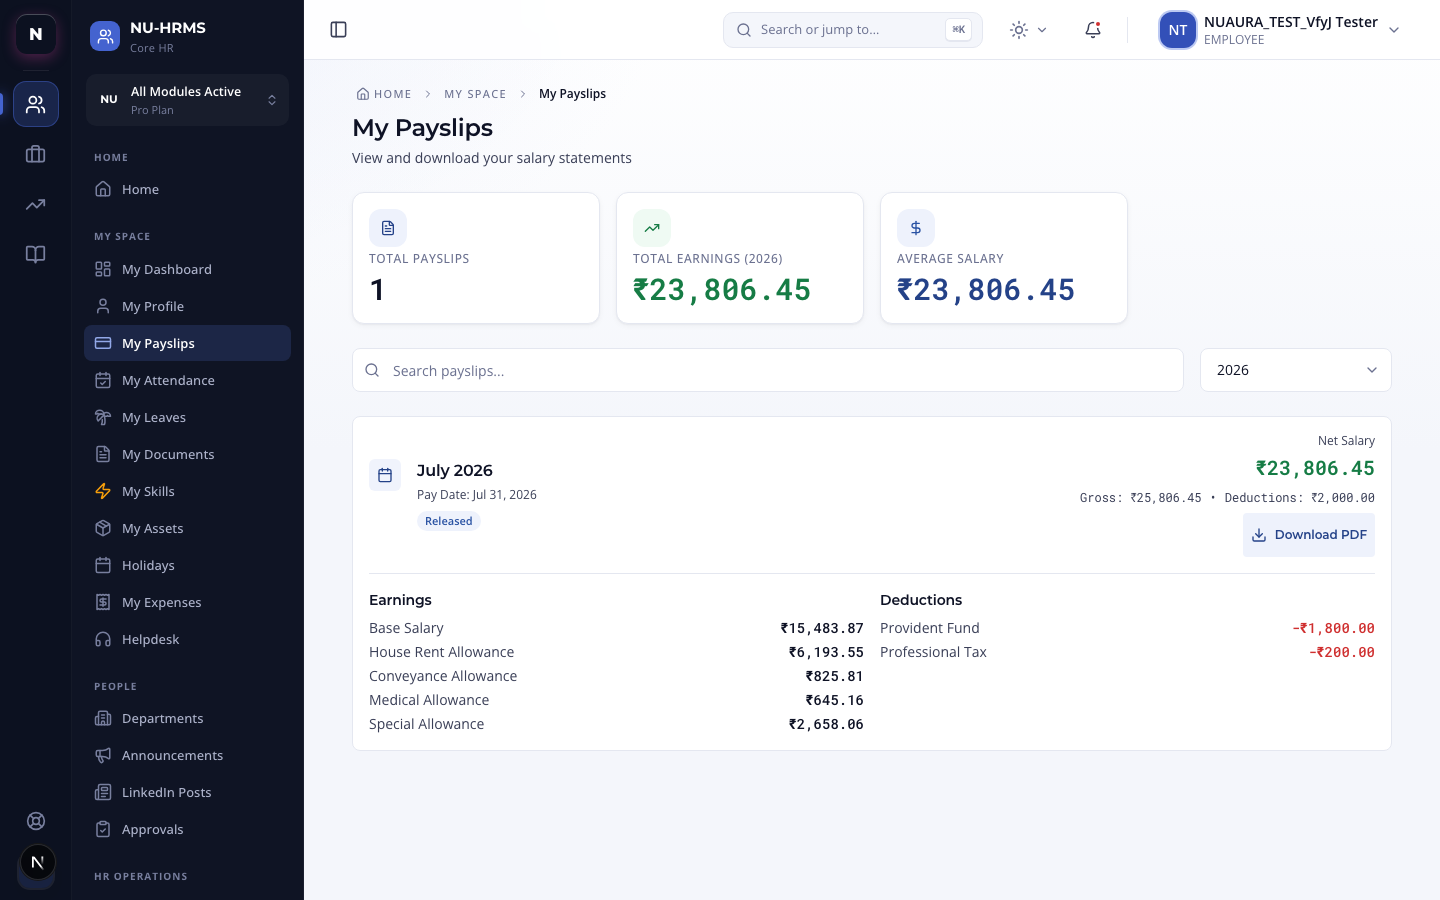 N
NU-HRMS
Core HR
NU
All Modules Active
Pro Plan
HOME
Home
MY SPACE
My Dashboard
My Profile
My Payslips
My Attendance
My Leaves
My Documents
My Skills
My Assets
Holidays
My Expenses
Helpdesk
PEOPLE
Departments
Announcements
LinkedIn Posts
Approvals
HR OPERATIONS
N
Search or jump to...
⌘K
NT
NUAURA_TEST_VfyJ Tester
EMPLOYEE
HOME > MY SPACE > My Payslips
My Payslips
View and download your salary statements
TOTAL PAYSLIPS
1
TOTAL EARNINGS (2026)
₹23,806.45
AVERAGE SALARY
₹23,806.45
Search payslips...
2026
July 2026
Pay Date: Jul 31, 2026
Released
Net Salary
₹23,806.45
Gross: ₹25,806.45 • Deductions: ₹2,000.00
Download PDF
Earnings
Base Salary ₹15,483.87
House Rent Allowance ₹6,193.55
Conveyance Allowance ₹825.81
Medical Allowance ₹645.16
Special Allowance ₹2,658.06
Deductions
Provident Fund -₹1,800.00
Professional Tax -₹200.00